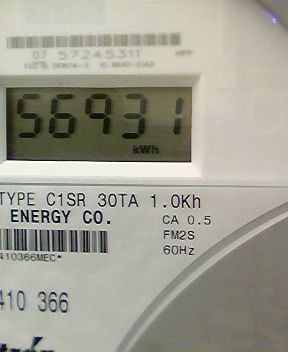 07 57245311
56931
kWh
TYPE C1SR 30TA 1.0Kh
ENERGY CO.
CA 0.5
FM2S
60Hz
410366MEC*
410 366